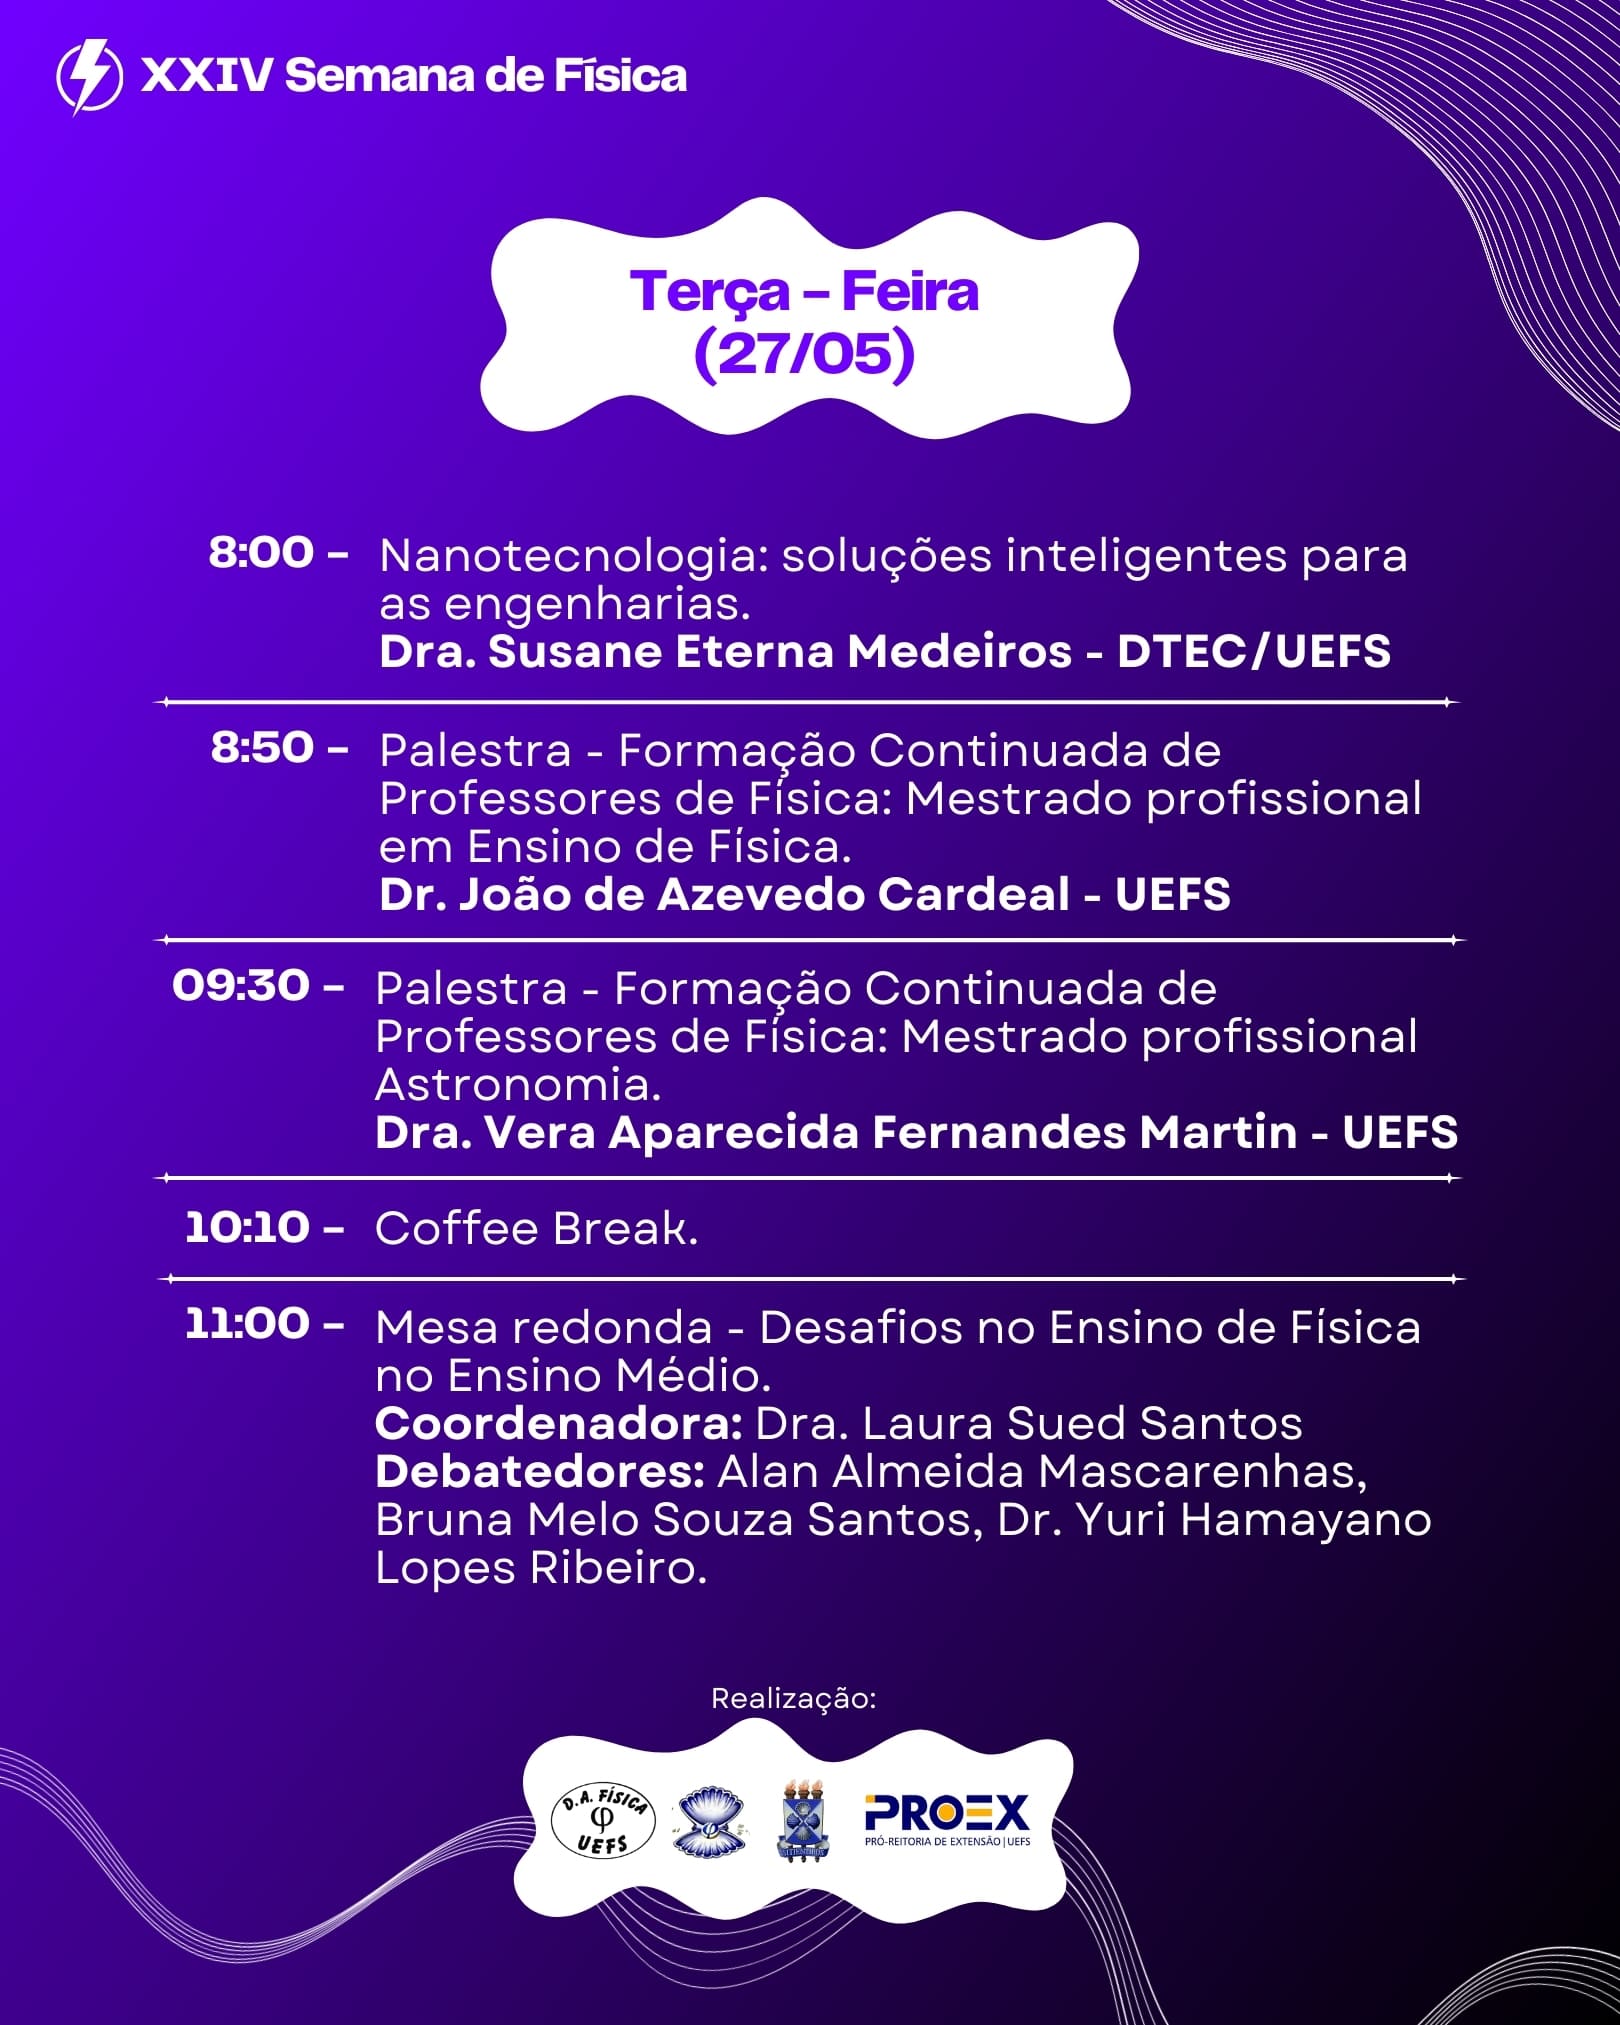 XXIV Semana de Física
Terça - Feira
(27/05)
8:00 - Nanotecnologia: soluções inteligentes para
as engenharias.
Dra. Susane Eterna Medeiros - DTEC/UEFS
8:50 - Palestra - Formação Continuada de
Professores de Física: Mestrado profissional
em Ensino de Física.
Dr. João de Azevedo Cardeal - UEFS
09:30 - Palestra - Formação Continuada de
Professores de Física: Mestrado profissional
Astronomia.
Dra. Vera Aparecida Fernandes Martin - UEFS
10:10 - Coffee Break.
11:00 - Mesa redonda - Desafios no Ensino de Física
no Ensino Médio.
Coordenadora: Dra. Laura Sued Santos
Debatedores: Alan Almeida Mascarenhas,
Bruna Melo Souza Santos, Dr. Yuri Hamayano
Lopes Ribeiro.
Realização:
D.A. FÍSICA
φ
UEFS
PROEX
PRÓ-REITORIA DE EXTENSÃO | UEFS